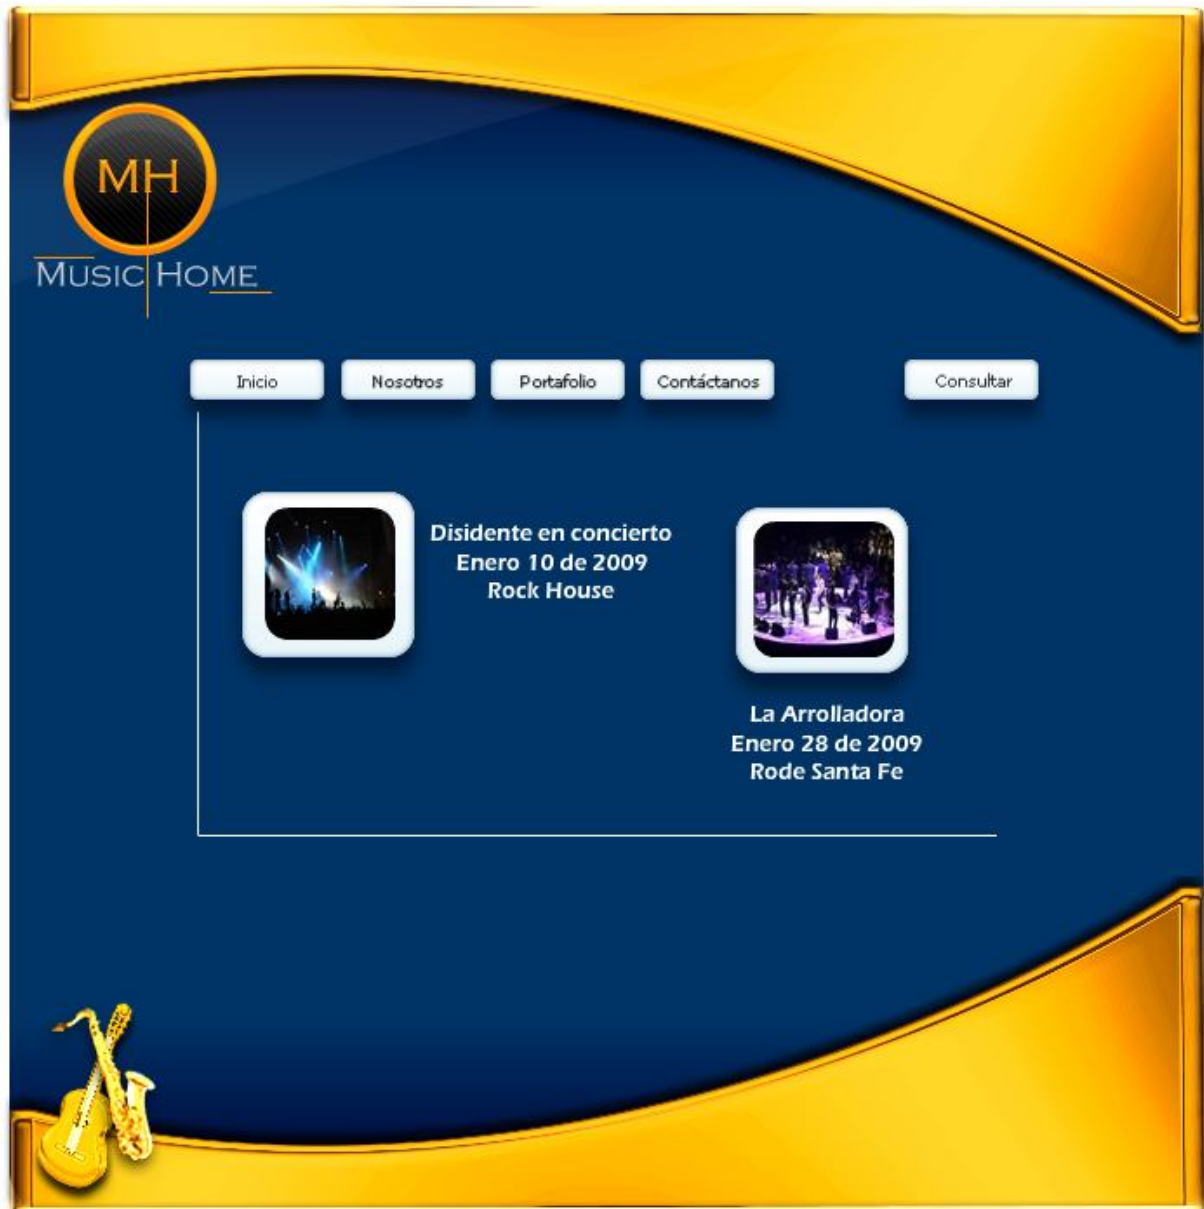 MH
MUSIC HOME
Inicio
Nosotros
Portafolio
Contáctanos
Consultar
Disidente en concierto
Enero 10 de 2009
Rock House
La Arrolladora
Enero 28 de 2009
Rode Santa Fe